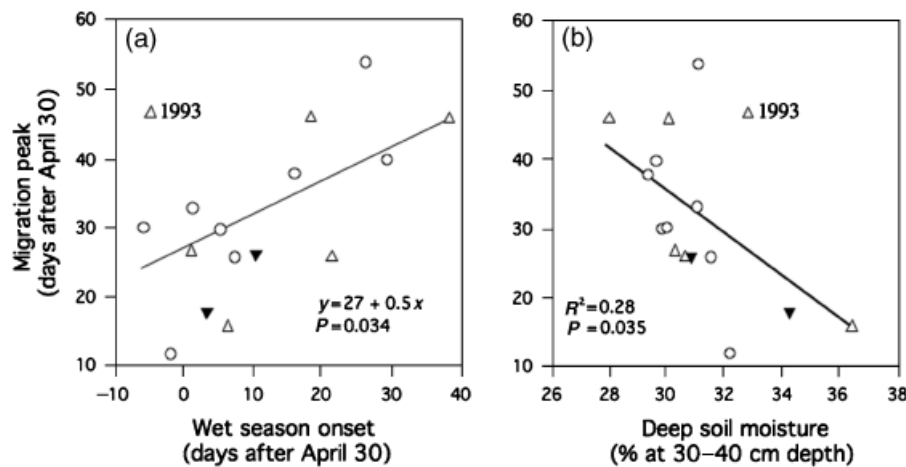 Migration peak
(days after April 30)
(a)
60
50
40
30
20
10
1993
y=27 + 0.5x
P=0.034
−10 0 10 20 30 40
Wet season onset
(days after April 30)
(b)
60
50
40
30
20
10
1993
R²=0.28
P =0.035
26 28 30 32 34 36 38
Deep soil moisture
(% at 30–40 cm depth)